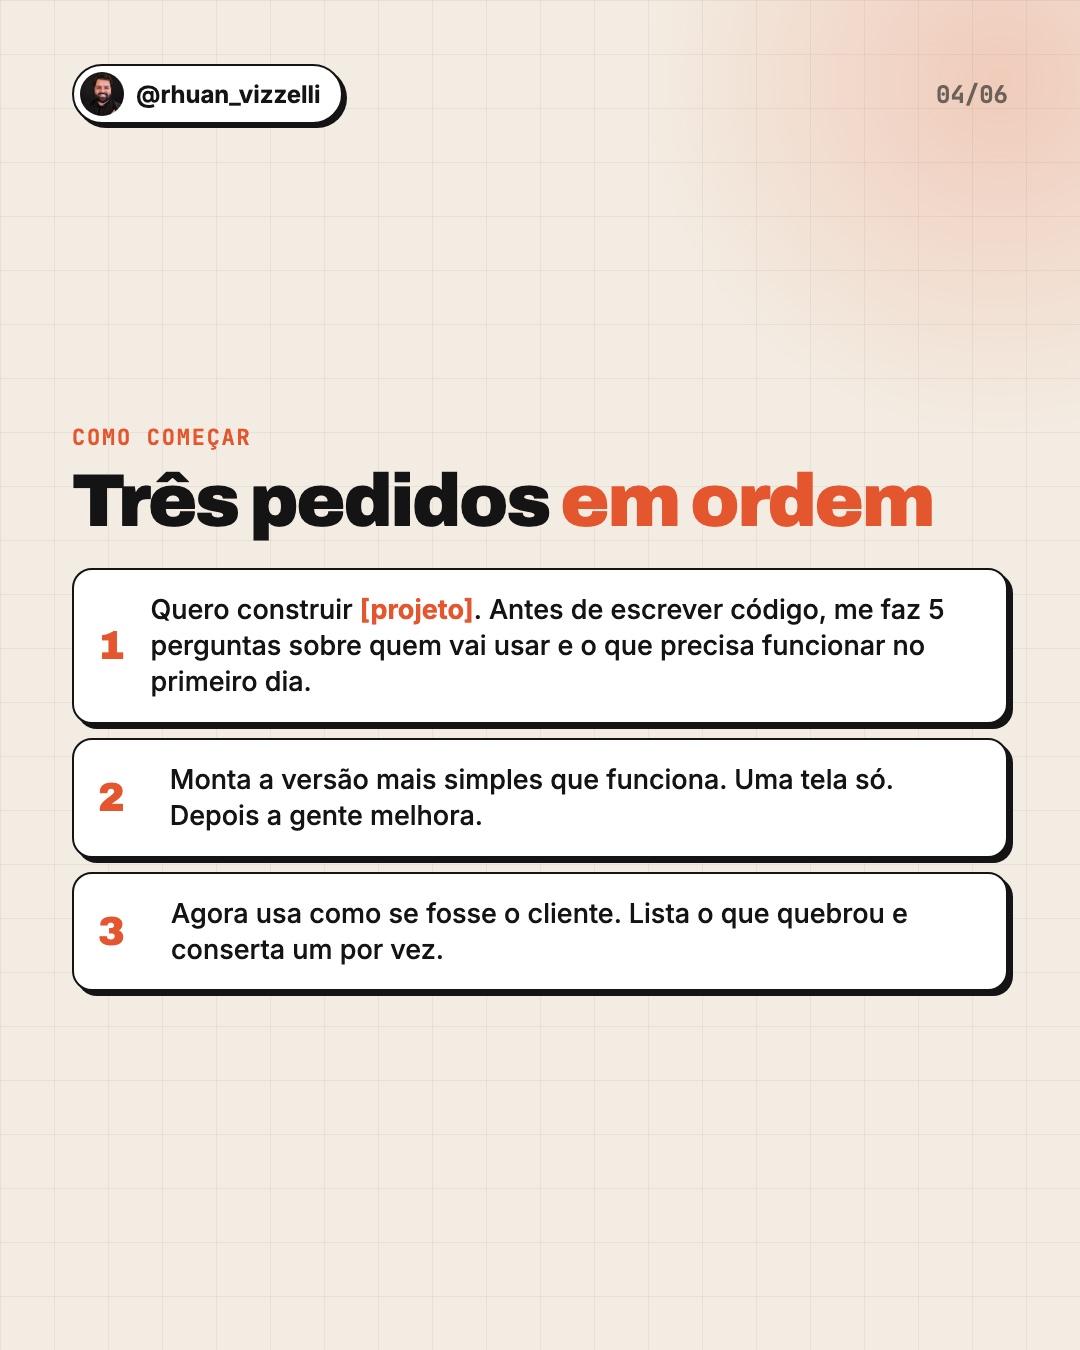 @rhuan_vizzelli
04/06
COMO COMEÇAR
Três pedidos em ordem
1
Quero construir [projeto]. Antes de escrever código, me faz 5
perguntas sobre quem vai usar e o que precisa funcionar no
primeiro dia.
2
Monta a versão mais simples que funciona. Uma tela só.
Depois a gente melhora.
3
Agora usa como se fosse o cliente. Lista o que quebrou e
conserta um por vez.